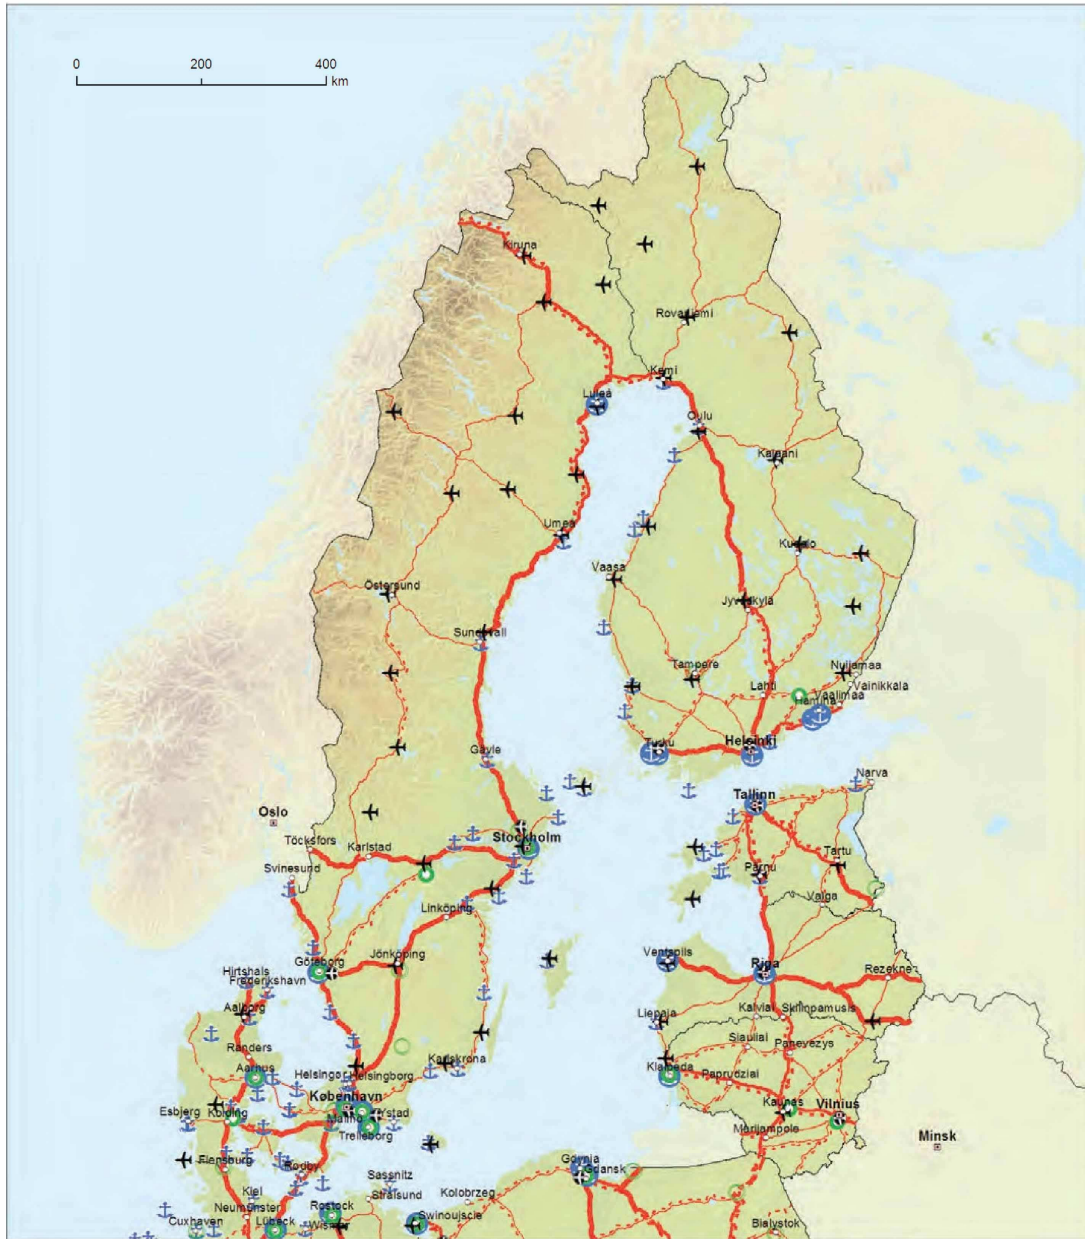 0 200 400
km
Kiruna
Rovaniemi
Kemi
Luleå
Oulu
Kajaani
Umeå
Kuopio
Vaasa
Östersund
Jyväskylä
Sundsvall
Tampere
Nuijamaa
Vainikkala
Lahti
Vaalimaa
Hamina
Turku
Helsinki
Gävle
Narva
Tallinn
Oslo
Stockholm
Töcksfors
Karlstad
Tartu
Svinesund
Pärnu
Valga
Linköping
Jönköping
Ventspils
Göteborg
Riga
Rezekne
Hirtshals
Frederikshavn
Aalborg
Liepaja
Kalviai
Skrinpamusis
Siauliai
Panevezys
Randers
Karlskrona
Aarhus
Helsingør
Helsingborg
Klaipeda
Paprudziai
København
Kaunas
Vilnius
Esbjerg
Kolding
Malmö
Ystad
Trelleborg
Marijampole
Minsk
Flensburg
Rødby
Gdynia
Gdansk
Sassnitz
Kiel
Stralsund
Kolobrzeg
Neumünster
Rostock
Swinoujscie
Cuxhaven
Lübeck
Wismar
Bialystok